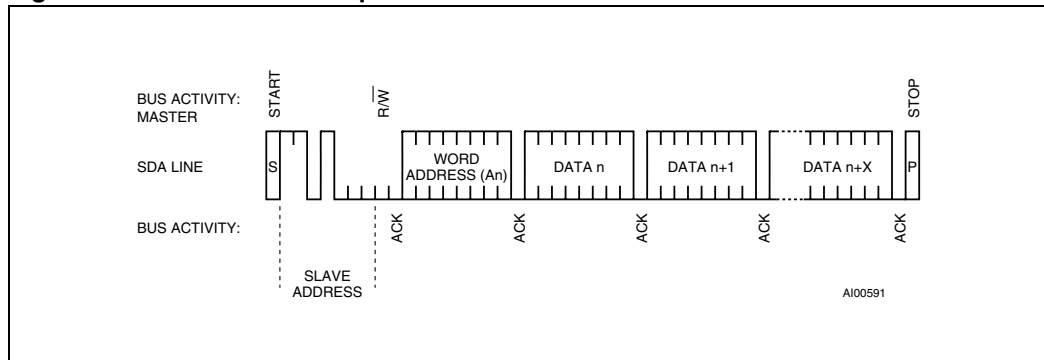 BUS ACTIVITY:
MASTER
START
R/W
STOP
SDA LINE
S
WORD
ADDRESS (An)
DATA n
DATA n+1
DATA n+X
P
BUS ACTIVITY:
ACK
ACK
ACK
ACK
ACK
SLAVE
ADDRESS
AI00591